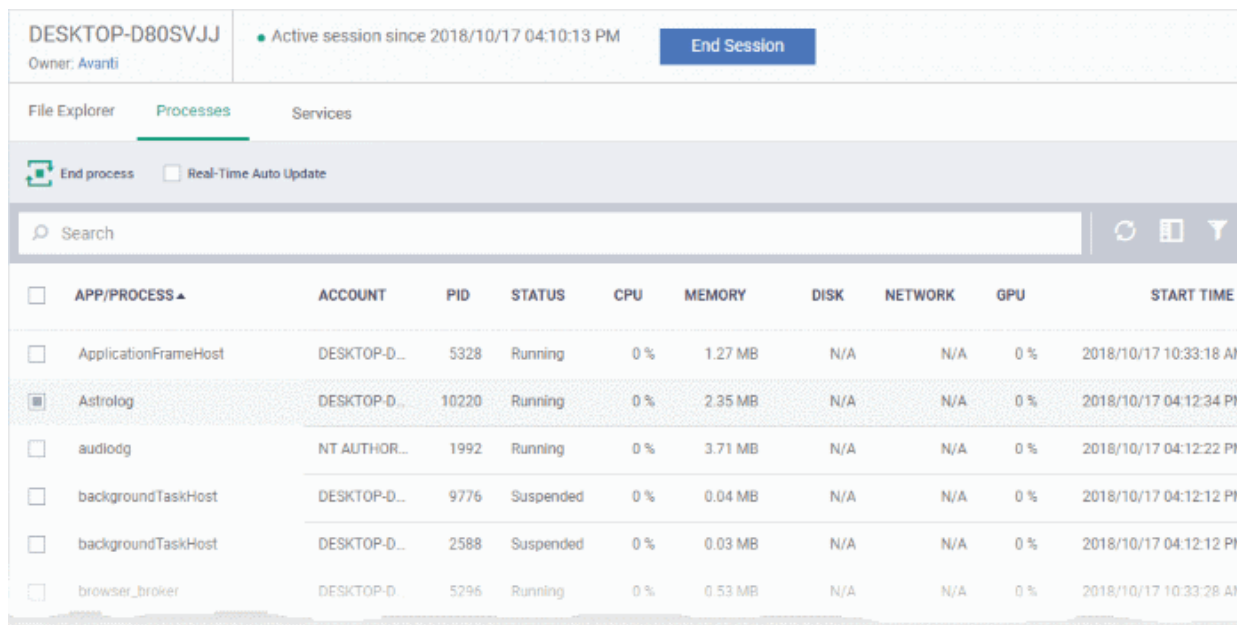 DESKTOP-D80SVJJ
Active session since 2018/10/17 04:10:13 PM
End Session
Owner: Avanti
File Explorer Processes Services
End process Real-Time Auto Update
Search
APP/PROCESS ACCOUNT PID STATUS CPU MEMORY DISK NETWORK GPU START TIME
ApplicationFrameHost DESKTOP-D... 5328 Running 0 % 1.27 MB N/A N/A 0 % 2018/10/17 10:33:18 AM
Astrolog DESKTOP-D... 10220 Running 0 % 2.35 MB N/A N/A 0 % 2018/10/17 04:12:34 PM
audiodg NT AUTHOR... 1992 Running 0 % 3.71 MB N/A N/A 0 % 2018/10/17 04:12:22 PM
backgroundTaskHost DESKTOP-D... 9776 Suspended 0 % 0.04 MB N/A N/A 0 % 2018/10/17 04:12:12 PM
backgroundTaskHost DESKTOP-D... 2588 Suspended 0 % 0.03 MB N/A N/A 0 % 2018/10/17 04:12:12 PM
browser_broker DESKTOP-D 5296 Running 0 % 0.53 MB N/A N/A 0 % 2018/10/17 10:33:28 AM